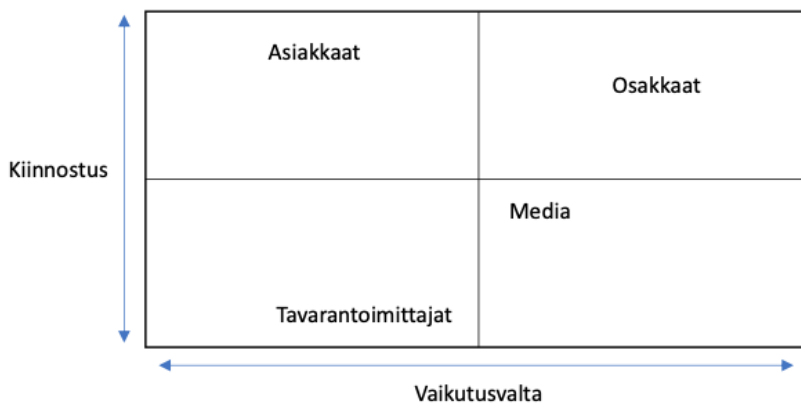 Asiakkaat
Osakkaat
Kiinnostus
Media
Tavarantoimittajat
Vaikutusvalta